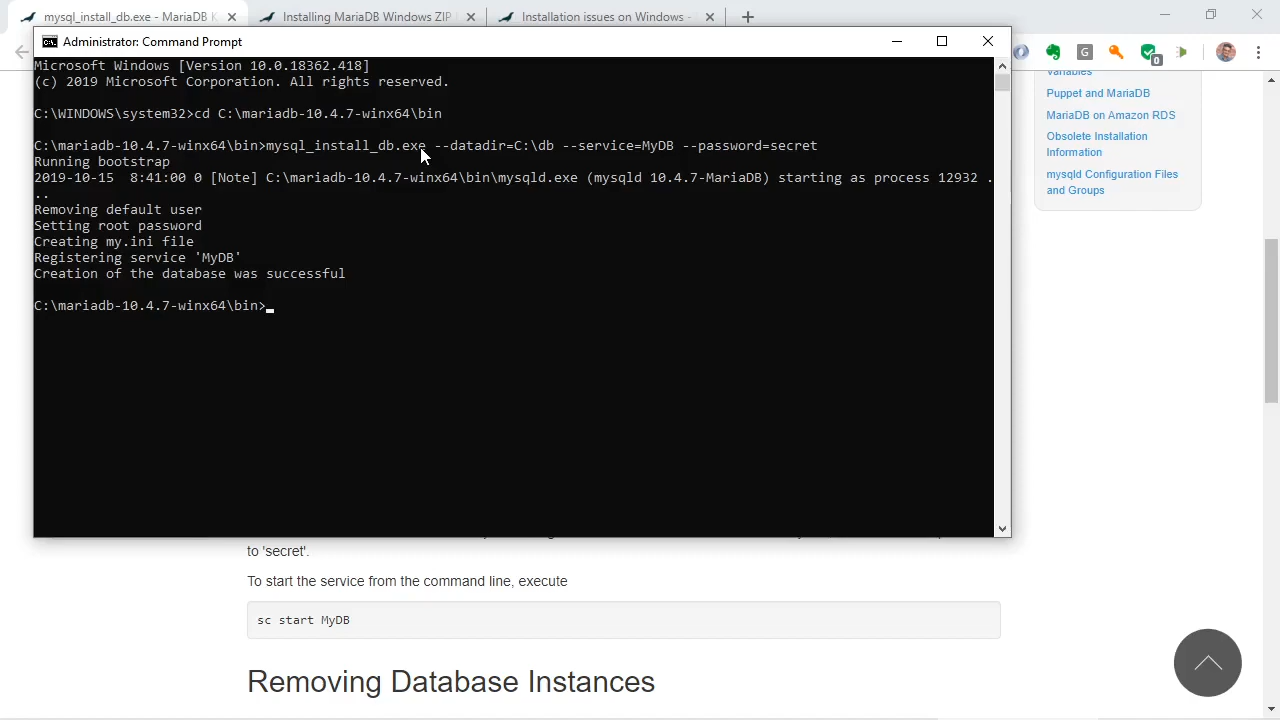 mysql_install_db.exe - MariaDB K
Installing MariaDB Windows ZIP
Installation issues on Windows -
Administrator: Command Prompt
Microsoft Windows [Version 10.0.18362.418]
(c) 2019 Microsoft Corporation. All rights reserved.
C:\WINDOWS\system32>cd C:\mariadb-10.4.7-winx64\bin
C:\mariadb-10.4.7-winx64\bin>mysql_install_db.exe --datadir=C:\db --service=MyDB --password=secret
Running bootstrap
2019-10-15  8:41:00 0 [Note] C:\mariadb-10.4.7-winx64\bin\mysqld.exe (mysqld 10.4.7-MariaDB) starting as process 12932 .
..
Removing default user
Setting root password
Creating my.ini file
Registering service 'MyDB'
Creation of the database was successful
C:\mariadb-10.4.7-winx64\bin>
G
0
Variables
Puppet and MariaDB
MariaDB on Amazon RDS
Obsolete Installation
Information
mysqld Configuration Files
and Groups
to 'secret'.
To start the service from the command line, execute
sc start MyDB
Removing Database Instances